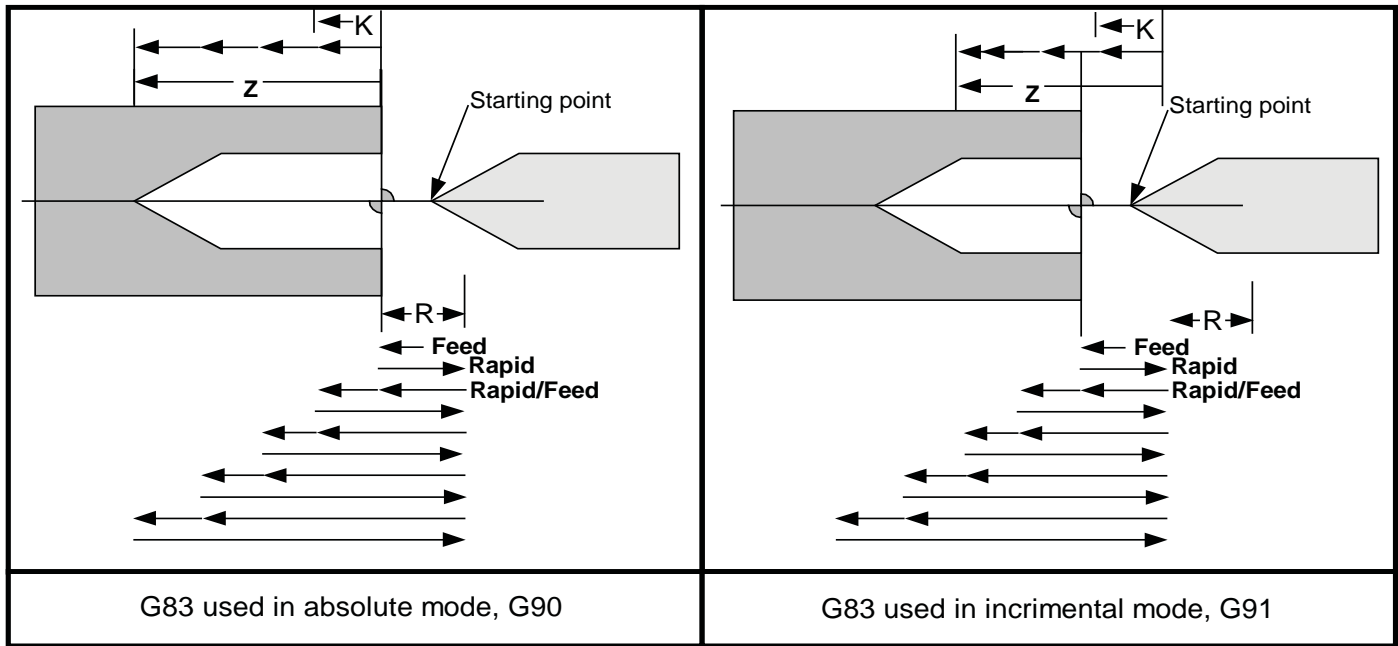 K
Z
Starting point
R
Feed
Rapid
Rapid/Feed
G83 used in absolute mode, G90
K
Z
Starting point
R
Feed
Rapid
Rapid/Feed
G83 used in incrimental mode, G91